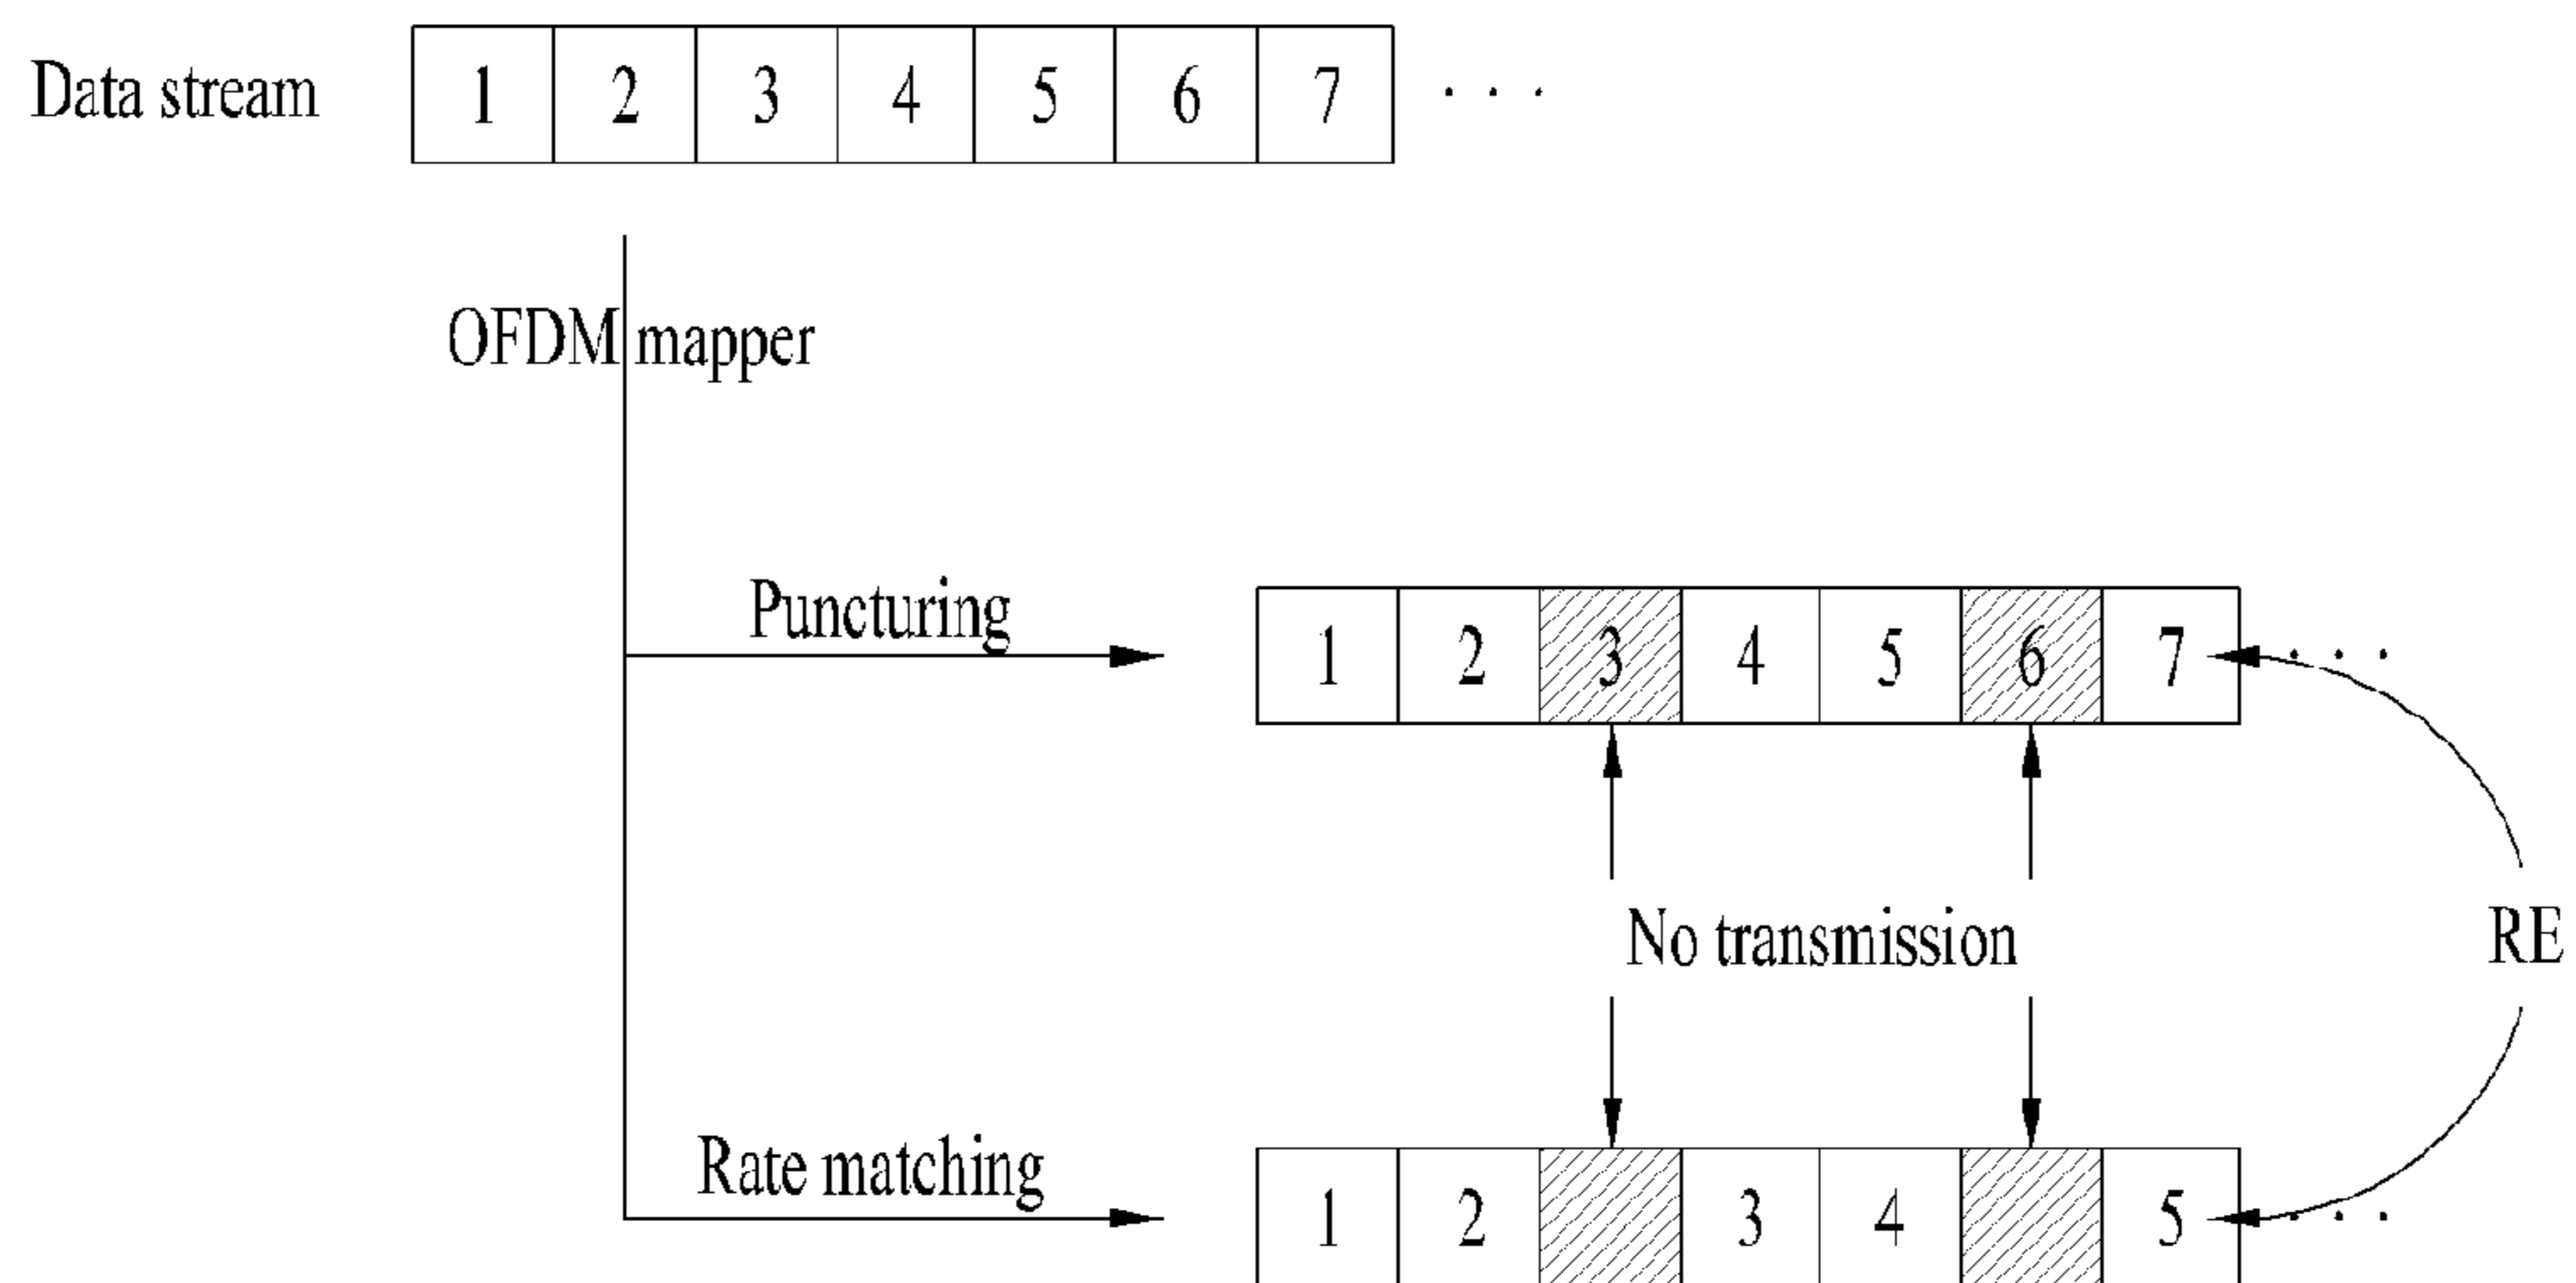 Data stream 1 2 3 4 5 6 7 . . .
OFDM mapper
Puncturing 1 2 3 4 5 6 7 . . .
No transmission RE
Rate matching 1 2 3 4 5 . . .